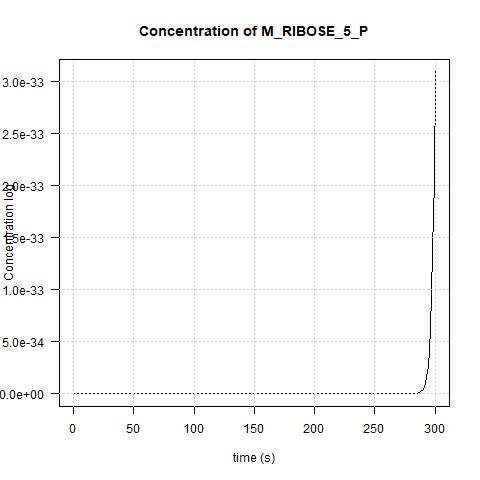 Concentration of M_RIBOSE_5_P
3.0e-33
2.5e-33
2.0e-33
1.5e-33
1.0e-33
5.0e-34
0.0e+00
Concentration
0
50
100
150
200
250
300
time (s)